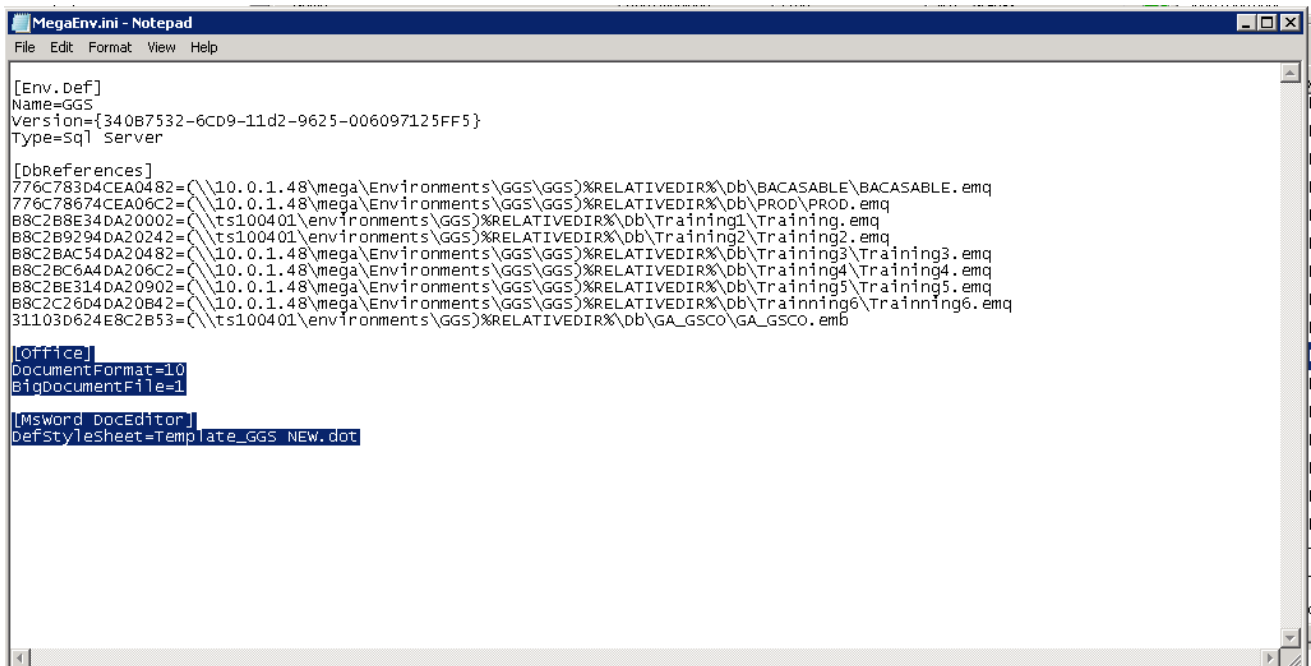 MegaEnv.ini - Notepad
File Edit Format View Help
[Env.Def]
Name=GGS
Version={340B7532-6CD9-11d2-9625-006097125FF5}
Type=Sql Server
[DbReferences]
776C783D4CEA0482=(\\10.0.1.48\mega\Environments\GGS\GGS)%RELATIVEDIR%\Db\BACASABLE\BACASABLE.emq
776C78674CEA06C2=(\\10.0.1.48\mega\Environments\GGS\GGS)%RELATIVEDIR%\Db\PROD\PROD.emq
B8C2B8E34DA20002=(\\ts100401\environments\GGS)%RELATIVEDIR%\Db\Training1\Training.emq
B8C2B9294DA20242=(\\ts100401\environments\GGS)%RELATIVEDIR%\Db\Training2\Training2.emq
B8C2BAC54DA20482=(\\10.0.1.48\mega\Environments\GGS\GGS)%RELATIVEDIR%\Db\Training3\Training3.emq
B8C2BC6A4DA206C2=(\\10.0.1.48\mega\Environments\GGS\GGS)%RELATIVEDIR%\Db\Training4\Training4.emq
B8C2BE314DA20902=(\\10.0.1.48\mega\Environments\GGS\GGS)%RELATIVEDIR%\Db\Training5\Training5.emq
B8C2C26D4DA20B42=(\\10.0.1.48\mega\Environments\GGS\GGS)%RELATIVEDIR%\Db\Trainning6\Trainning6.emq
31103D624E8C2B53=(\\ts100401\environments\GGS)%RELATIVEDIR%\Db\GA_GSCO\GA_GSCO.emb
[Office]
DocumentFormat=10
BigDocumentFile=1
[MsWord DocEditor]
DefStyleSheet=Template_GGS NEW.dot